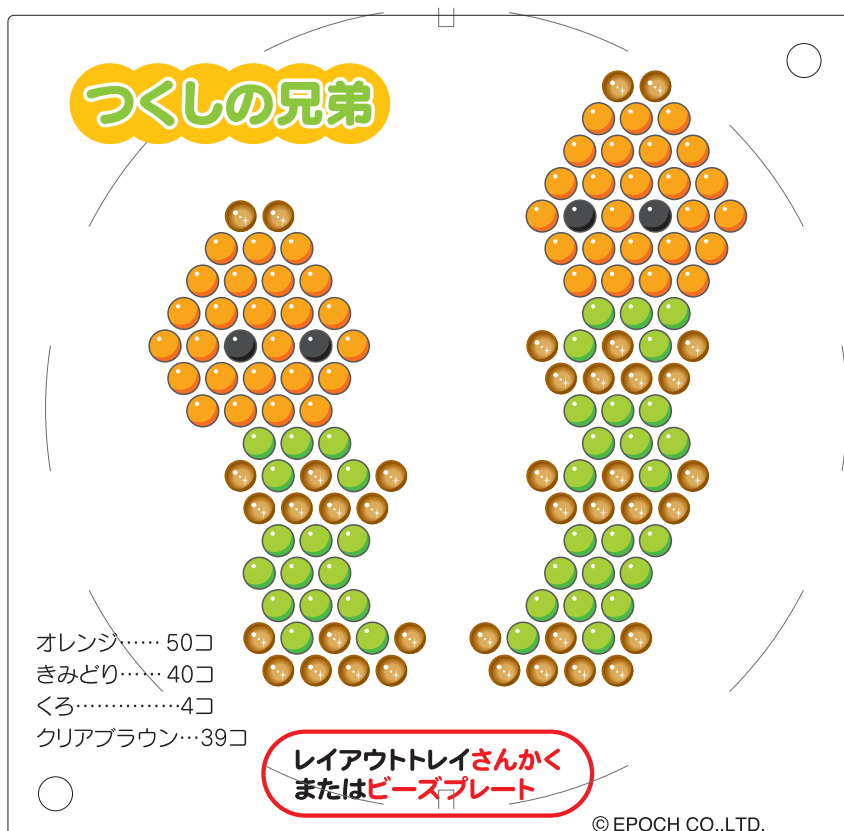 つくしの兄弟
オレンジ…… 50コ
きみどり…… 40コ
くろ……………4コ
クリアブラウン…39コ
レイアウトトレイさんかく
またはビーズプレート
© EPOCH CO.,LTD.